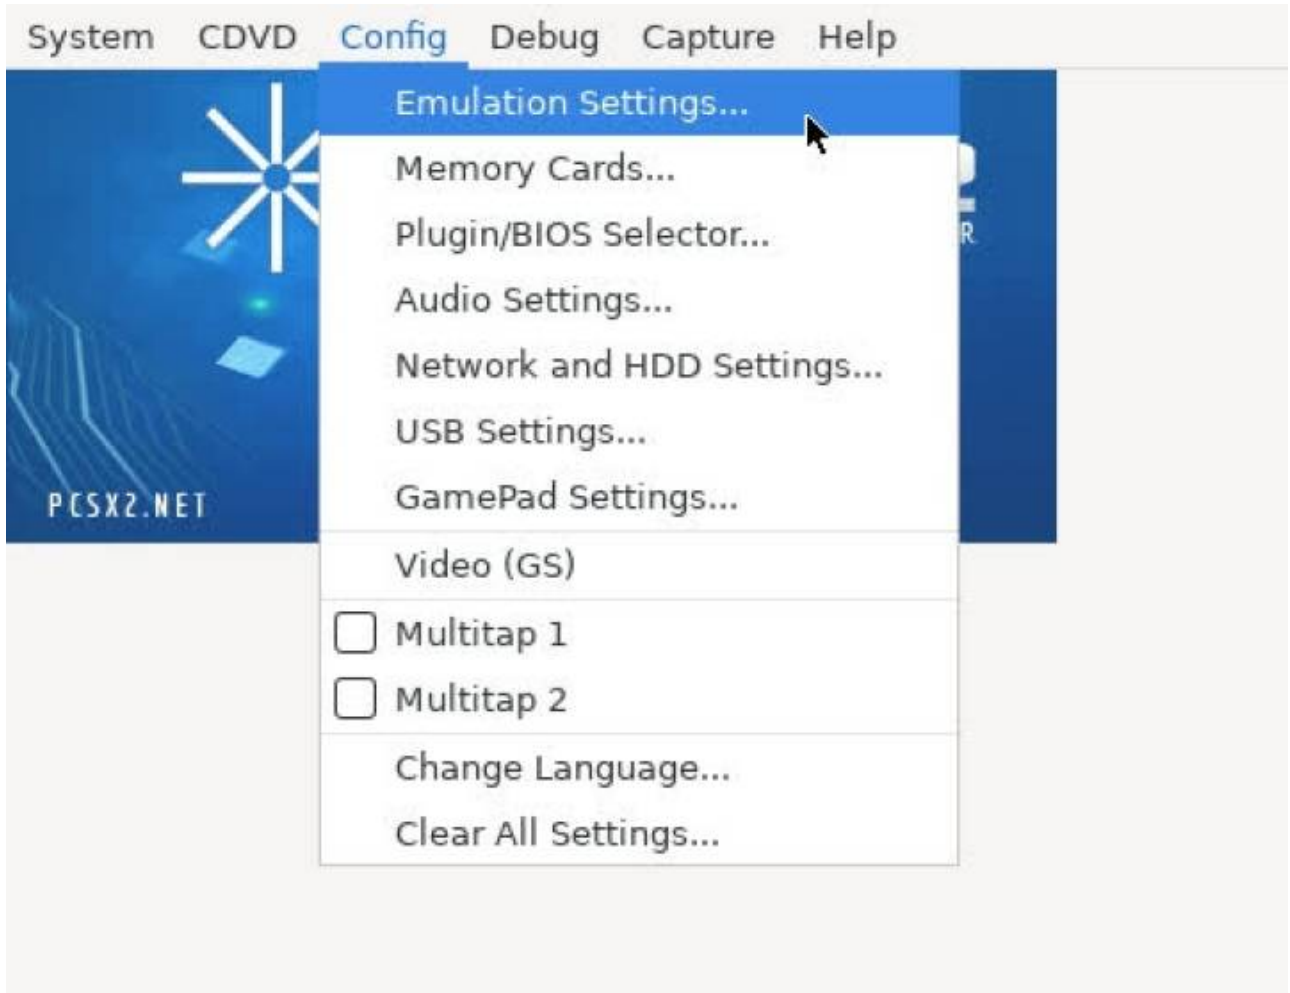 System CDVD Config Debug Capture Help
Emulation Settings...
Memory Cards...
Plugin/BIOS Selector...
Audio Settings...
Network and HDD Settings...
USB Settings...
GamePad Settings...
PCSX2.NET
Video (GS)
Multitap 1
Multitap 2
Change Language...
Clear All Settings...